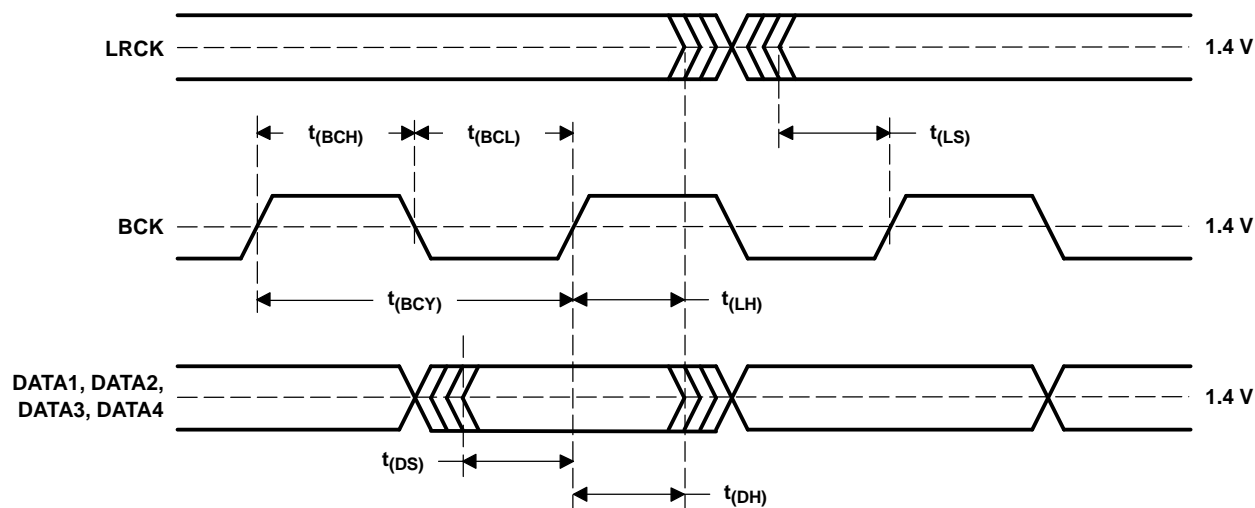 LRCK
1.4 V
t(BCH)
t(BCL)
t(LS)
BCK
1.4 V
t(BCY)
t(LH)
DATA1, DATA2,
DATA3, DATA4
1.4 V
t(DS)
t(DH)